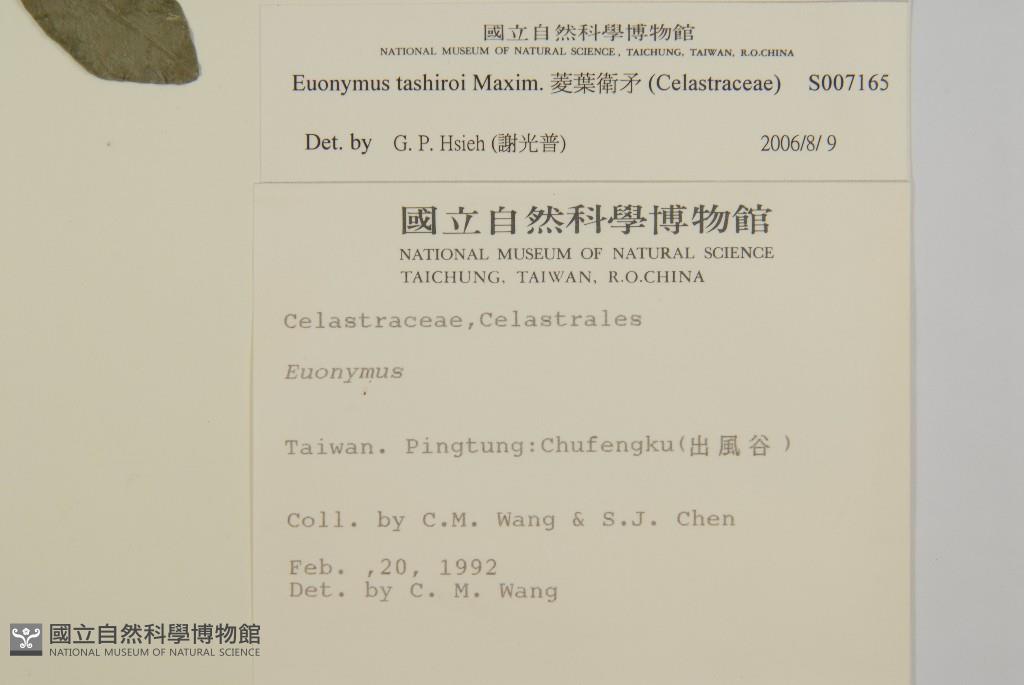 國立自然科學博物館
NATIONAL MUSEUM OF NATURAL SCIENCE, TAICHUNG, TAIWAN, R.O.CHINA
Euonymus tashiroi Maxim. 菱葉衛矛 (Celastraceae) S007165
Det. by G. P. Hsieh (謝光普) 2006/8/ 9
國立自然科學博物館
NATIONAL MUSEUM OF NATURAL SCIENCE
TAICHUNG, TAIWAN, R.O.CHINA
Celastraceae,Celastrales
Euonymus
Taiwan. Pingtung:Chufengku(出風谷)
Coll. by C.M. Wang & S.J. Chen
Feb. ,20, 1992
Det. by C. M. Wang
國立自然科學博物館
NATIONAL MUSEUM OF NATURAL SCIENCE